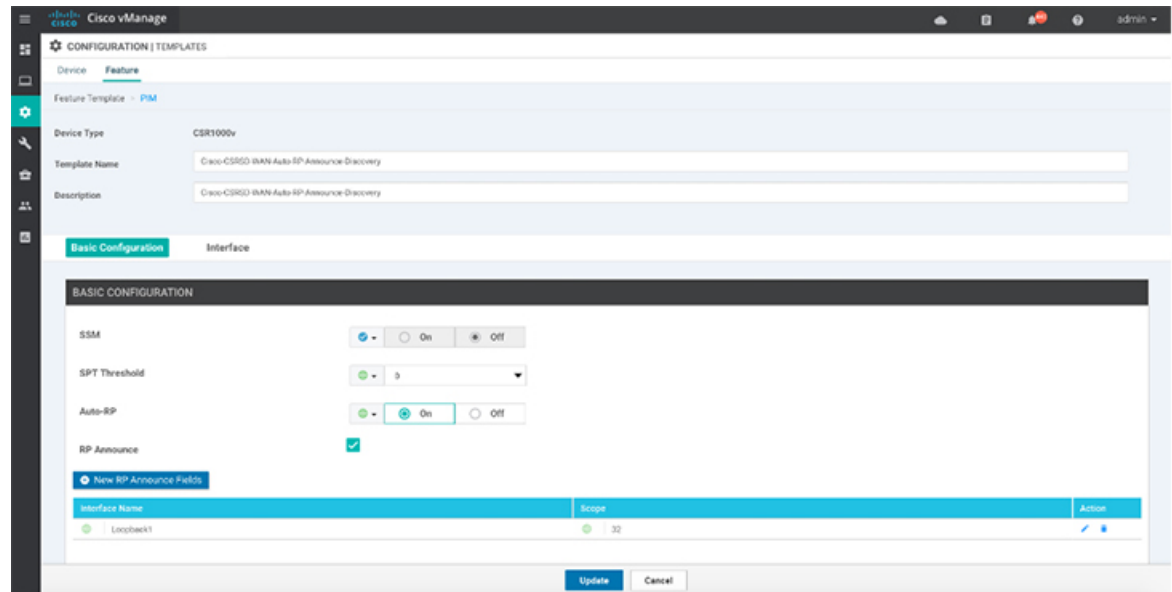 cisco Cisco vManage admin
CONFIGURATION | TEMPLATES
Device Feature
Feature Template > PIM
Device Type CSR1000v
Template Name Cisco-CSRSD-WAN-Auto-RP-Announce-Discovery
Description Cisco-CSRSD-WAN-Auto-RP-Announce-Discovery
Basic Configuration Interface
BASIC CONFIGURATION
SSM On Off
SPT Threshold 0
Auto-RP On Off
RP Announce
New RP Announce Fields
Interface Name Scope Action
Loopback1 32
Update Cancel